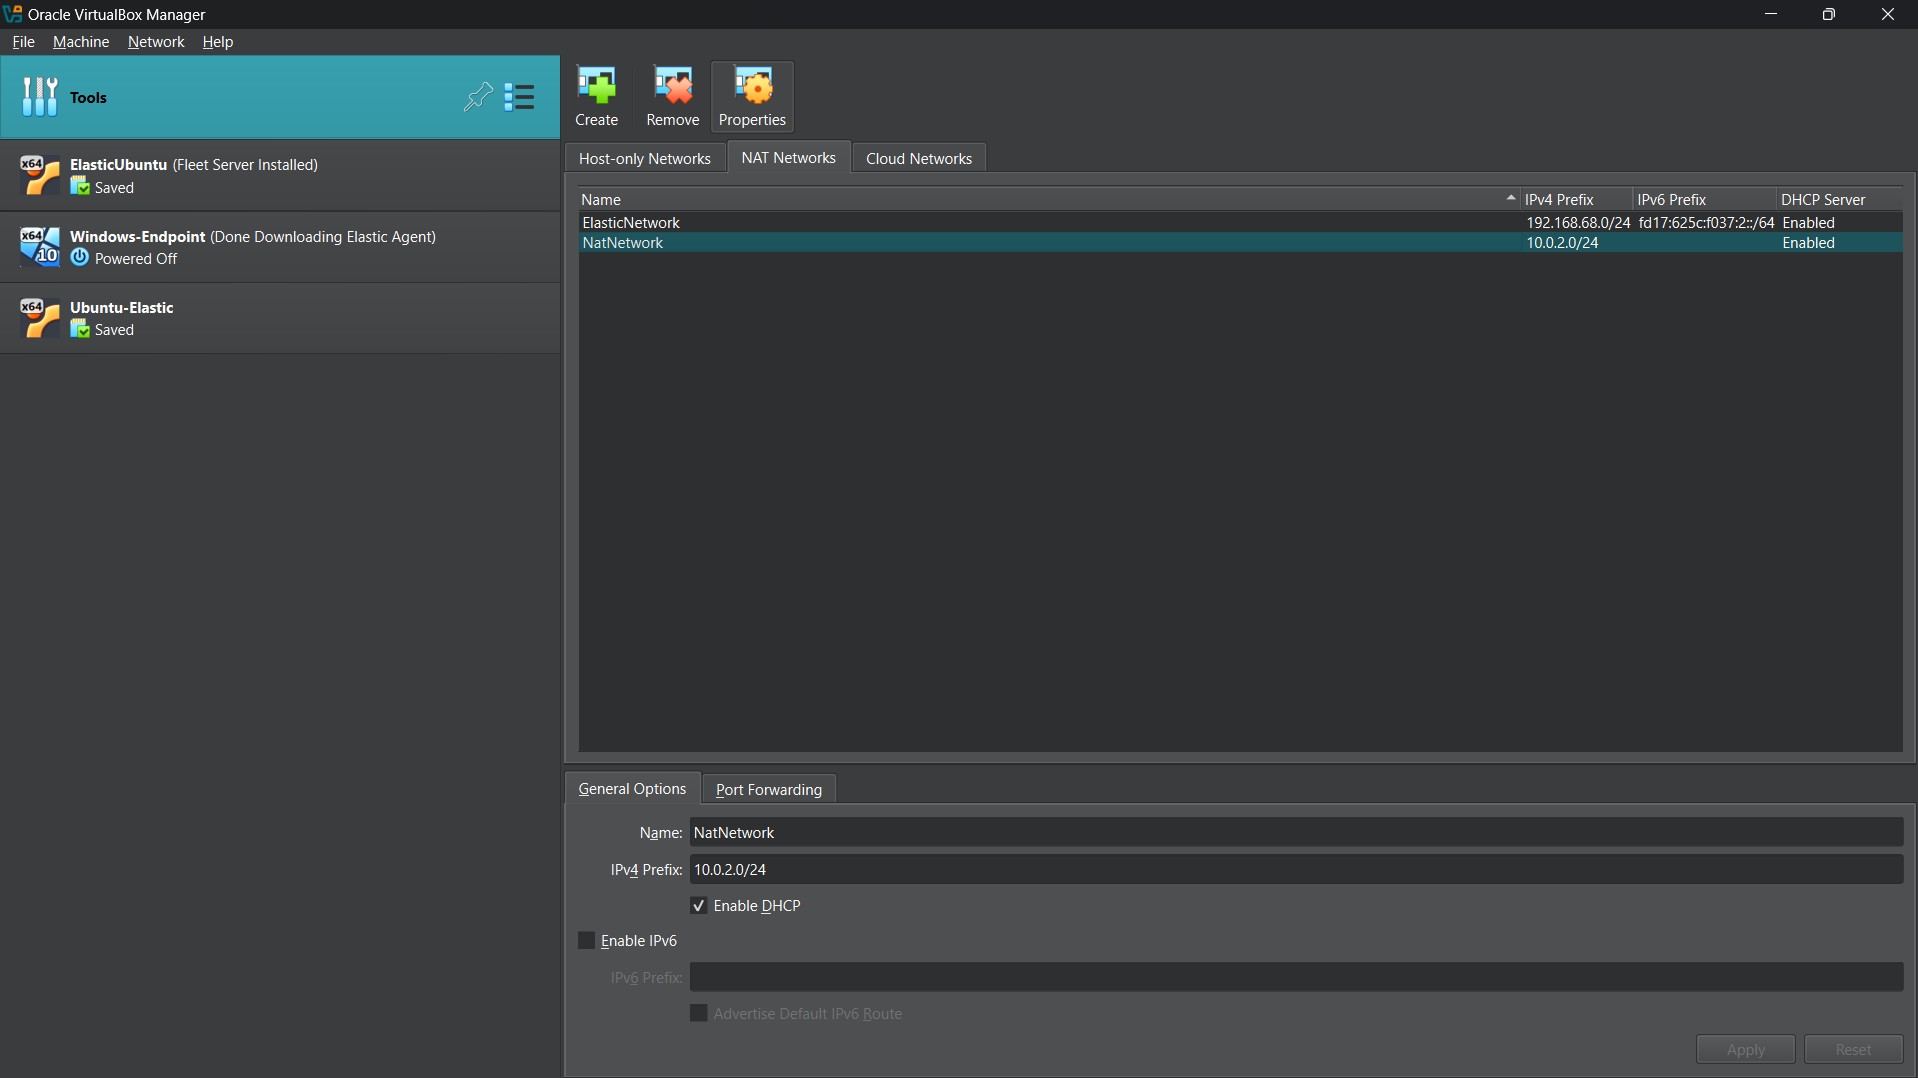 Oracle VirtualBox Manager
File Machine Network Help
Tools
x64 ElasticUbuntu (Fleet Server Installed)
Saved
x64 10 Windows-Endpoint (Done Downloading Elastic Agent)
Powered Off
x64 Ubuntu-Elastic
Saved
Create Remove Properties
Host-only Networks NAT Networks Cloud Networks
Name IPv4 Prefix IPv6 Prefix DHCP Server
ElasticNetwork 192.168.68.0/24 fd17:625c:f037:2::/64 Enabled
NatNetwork 10.0.2.0/24 Enabled
General Options Port Forwarding
Name: NatNetwork
IPv4 Prefix: 10.0.2.0/24
Enable DHCP
Enable IPv6
IPv6 Prefix:
Advertise Default IPv6 Route
Apply Reset